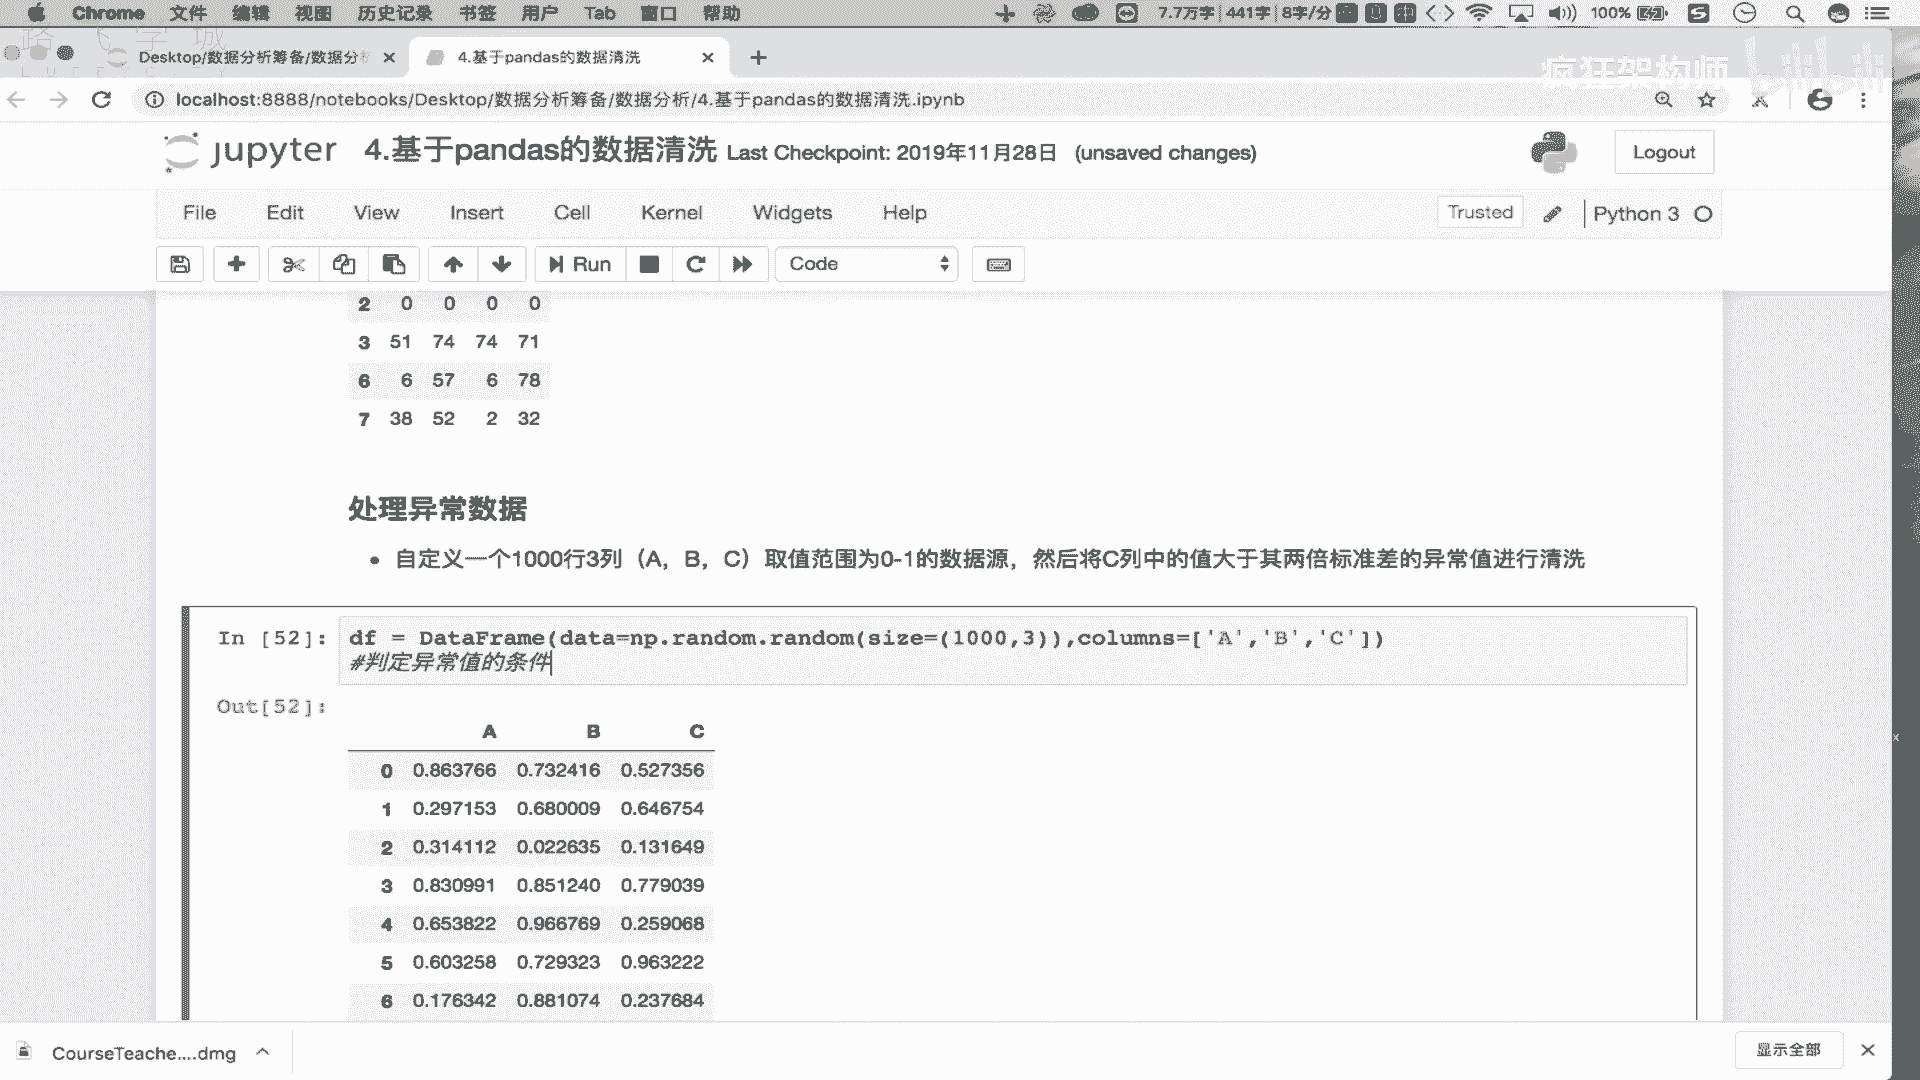 Chrome 文件 编辑 视图 历史记录 书签 用户 Tab 窗口 帮助 7.7万字 441字 8字/分 100%
路飞学城
Desktop/数据分析筹备/数据分析
4.基于pandas的数据清洗
疯狂架构师 bilibili
localhost:8888/notebooks/Desktop/数据分析筹备/数据分析/4.基于pandas的数据清洗.ipynb
jupyter 4.基于pandas的数据清洗 Last Checkpoint: 2019年11月28日 (unsaved changes) Logout
File Edit View Insert Cell Kernel Widgets Help Trusted Python 3
Run Code
2 0 0 0 0
3 51 74 74 71
6 6 57 6 78
7 38 52 2 32
处理异常数据
• 自定义一个1000行3列（A，B，C）取值范围为0-1的数据源，然后将C列中的值大于其两倍标准差的异常值进行清洗
In [52]: df = DataFrame(data=np.random.random(size=(1000,3)),columns=['A','B','C'])
#判定异常值的条件
Out[52]:
A B C
0 0.863766 0.732416 0.527356
1 0.297153 0.680009 0.646754
2 0.314112 0.022635 0.131649
3 0.830991 0.851240 0.779039
4 0.653822 0.966769 0.259068
5 0.603258 0.729323 0.963222
6 0.176342 0.881074 0.237684
CourseTeache....dmg 显示全部